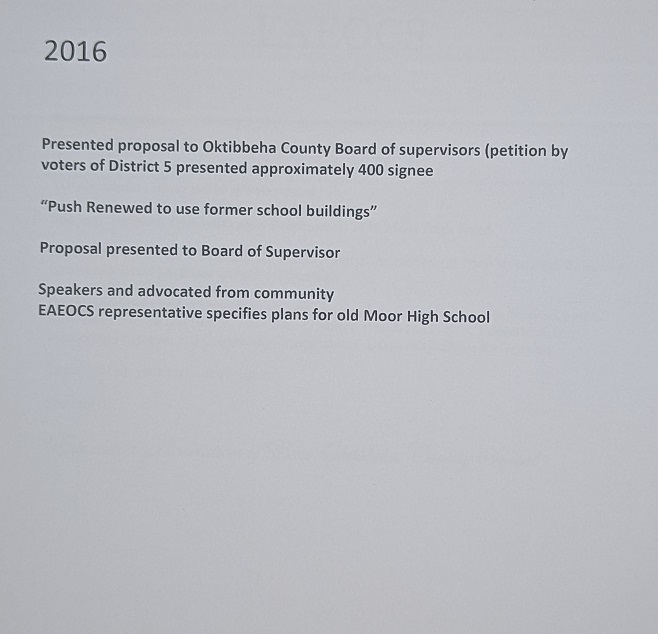 2016
Presented proposal to Oktibbeha County Board of supervisors (petition by
voters of District 5 presented approximately 400 signee
“Push Renewed to use former school buildings”
Proposal presented to Board of Supervisor
Speakers and advocated from community
EAEOCS representative specifies plans for old Moor High School